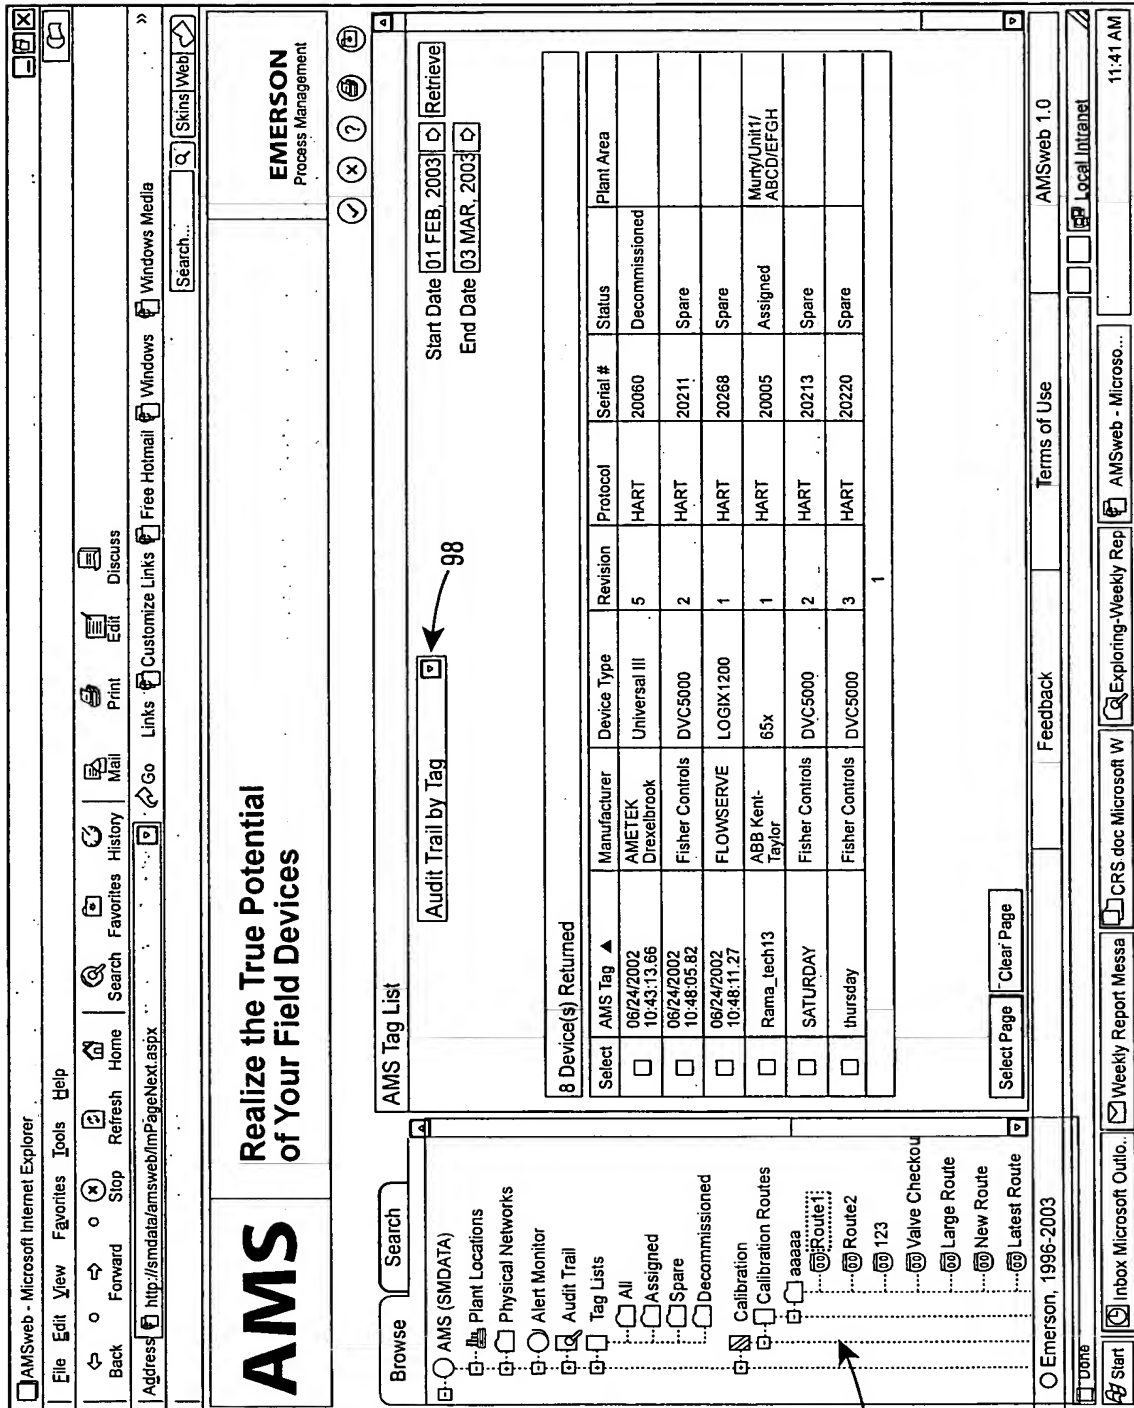 AMSweb - Microsoft Internet Explorer
File Edit View Favorites Tools Help
Back Forward Stop Refresh Home Search Favorites History Mail Print Edit Discuss
Address http://smdata/amsweb/ImPageNext.aspx Go Links Customize Links Free Hotmail Windows Windows Media »
Search... Skins Web
AMS
Realize the True Potential
of Your Field Devices
EMERSON
Process Management
Browse Search
AMS (SMDATA)
Plant Locations
Physical Networks
Alert Monitor
Audit Trail
Tag Lists
All
Assigned
Spare
Decommissioned
Calibration
Calibration Routes
aaaaa
Route1
Route2
123
Valve Checkou
Large Route
New Route
Latest Route
AMS Tag List
Audit Trail by Tag
98
Start Date 01 FEB, 2003 Retrieve
End Date 03 MAR, 2003
8 Device(s) Returned
Select AMS Tag ▲ Manufacturer Device Type Revision Protocol Serial # Status Plant Area
06/24/2002 10:43:13.66 AMETEK Drexelbrook Universal III 5 HART 20060 Decommissioned
06/24/2002 10:48:05.82 Fisher Controls DVC5000 2 HART 20211 Spare
06/24/2002 10:48:11.27 FLOWSERVE LOGIX1200 1 HART 20268 Spare
Rama_tech13 ABB Kent-Taylor 65x 1 HART 20005 Assigned Murty/Unit1/ABCD/EFGH
SATURDAY Fisher Controls DVC5000 2 HART 20213 Spare
thursday Fisher Controls DVC5000 3 HART 20220 Spare
1
Select Page Clear Page
Emerson, 1996-2003 Feedback Terms of Use AMSweb 1.0
Done Local Intranet
Start Inbox Microsoft Outlo.. Weekly Report Messa CRS.doc Microsoft W Exploring-Weekly Rep AMSweb - Microso... 11:41 AM